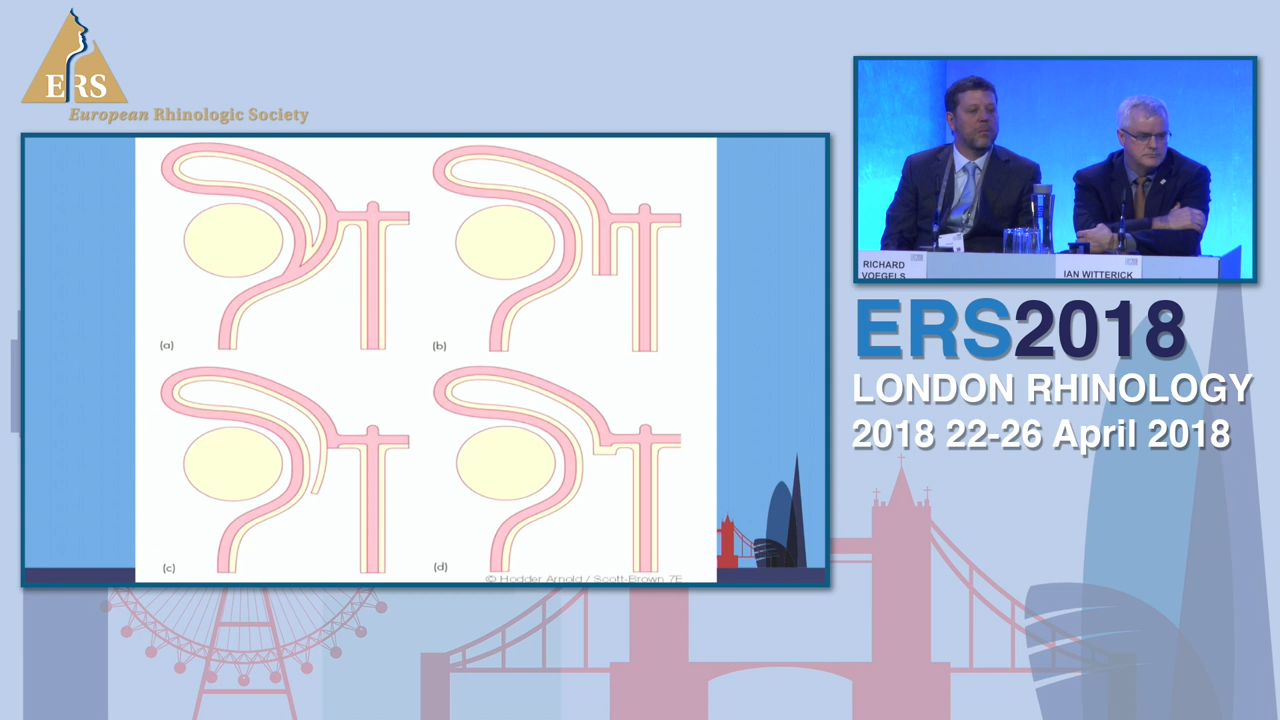 ERS
European Rhinologic Society
(a)
(b)
(c)
(d)
© Hodder Arnold / Scott-Brown 7E
RICHARD
VOEGELS
IAN WITTERICK
ERS2018
LONDON RHINOLOGY
2018 22-26 April 2018